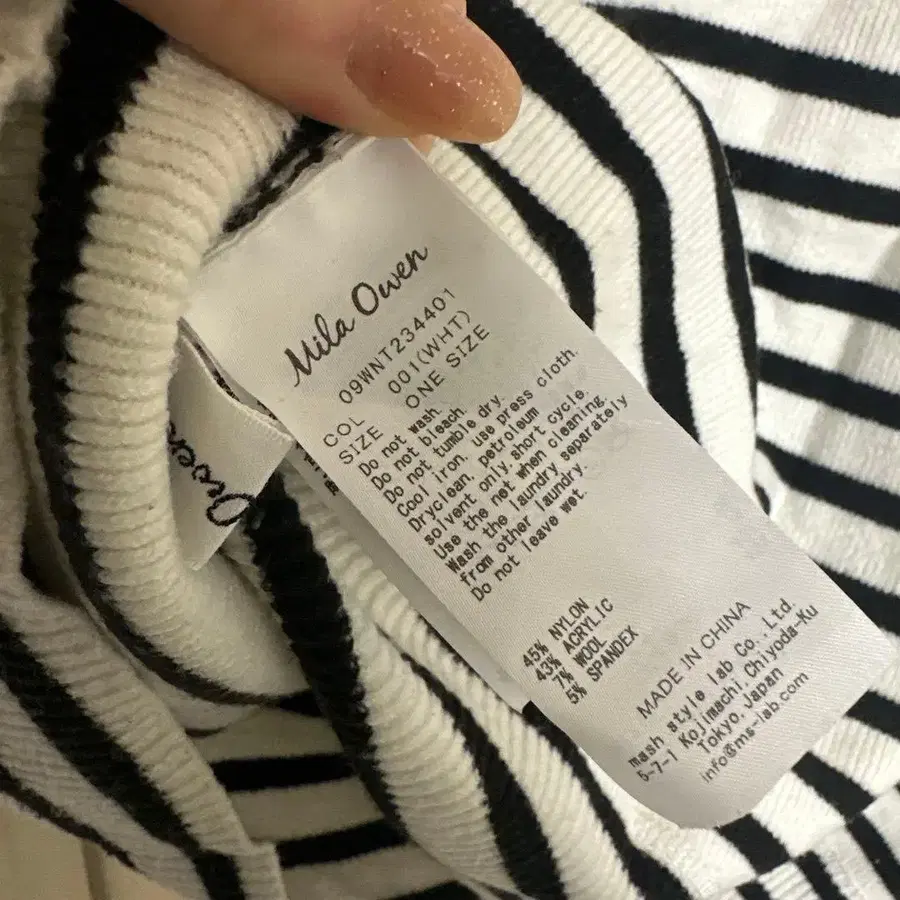 Mila Owen
09WNT234401
COL 001(WHT)
SIZE ONE SIZE
Do not wash.
Do not bleach.
Do not tumble dry.
Cool iron. use press cloth.
Dryclean, petroleum
solvent only, short cycle.
Use the net when cleaning.
Wash the laundry separately
from other laundry.
Do not leave wet.
45% NYLON
43% ACRYLIC
7% WOOL
5% SPANDEX
MADE IN CHINA
mash style lab Co., Ltd.
5-7-1 Kojimachi, Chiyoda-Ku
Tokyo, Japan
info@ms-lab.com
Owen